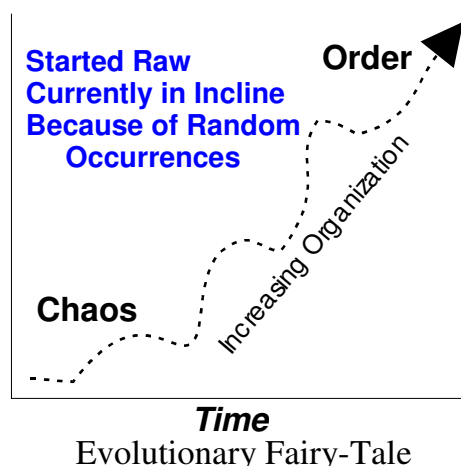 Started Raw
Currently in Incline
Because of Random
Occurrences
Order
Increasing Organization
Chaos
Time
Evolutionary Fairy-Tale